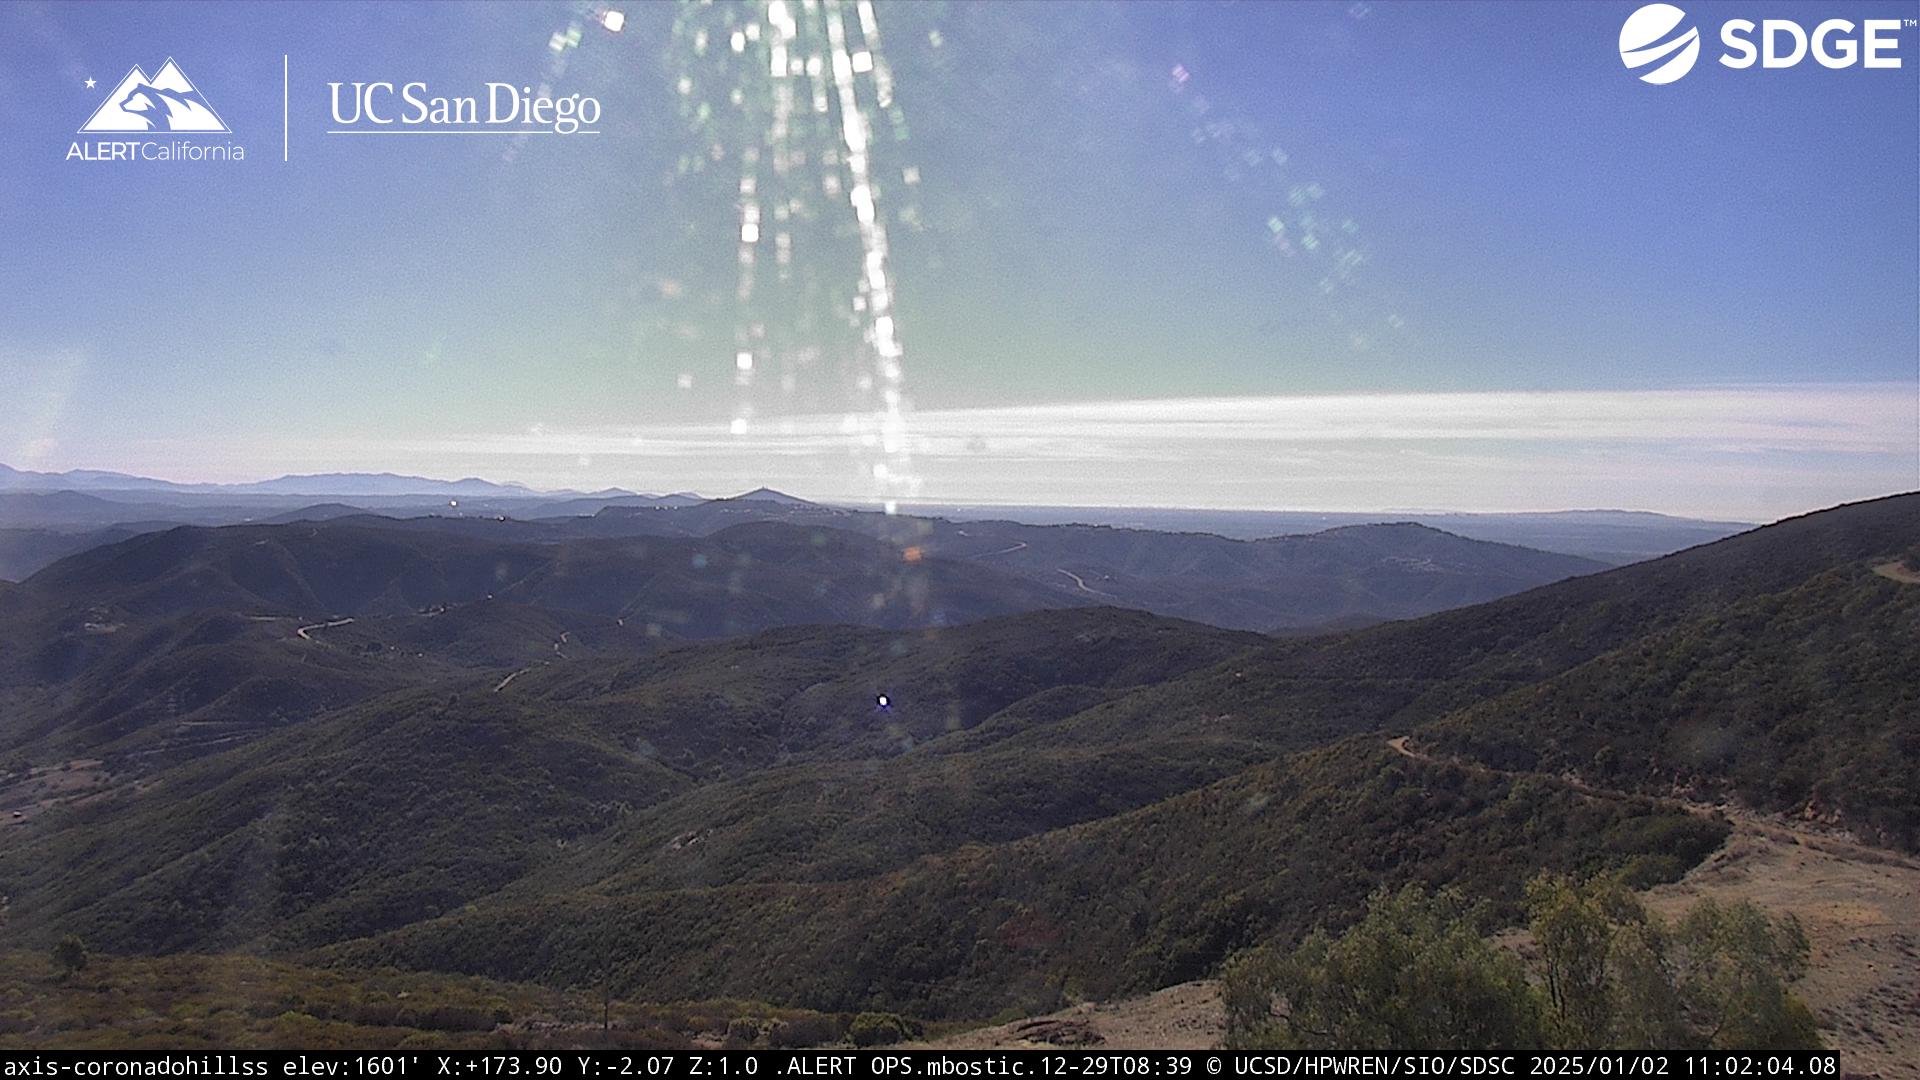 ALERTCalifornia
UC San Diego
SDGE™
axis-coronadohillss elev:1601' X:+173.90 Y:-2.07 Z:1.0 .ALERT OPS.mbostic.12-29T08:39 © UCSD/HPWREN/SIO/SDSC 2025/01/02 11:02:04.08